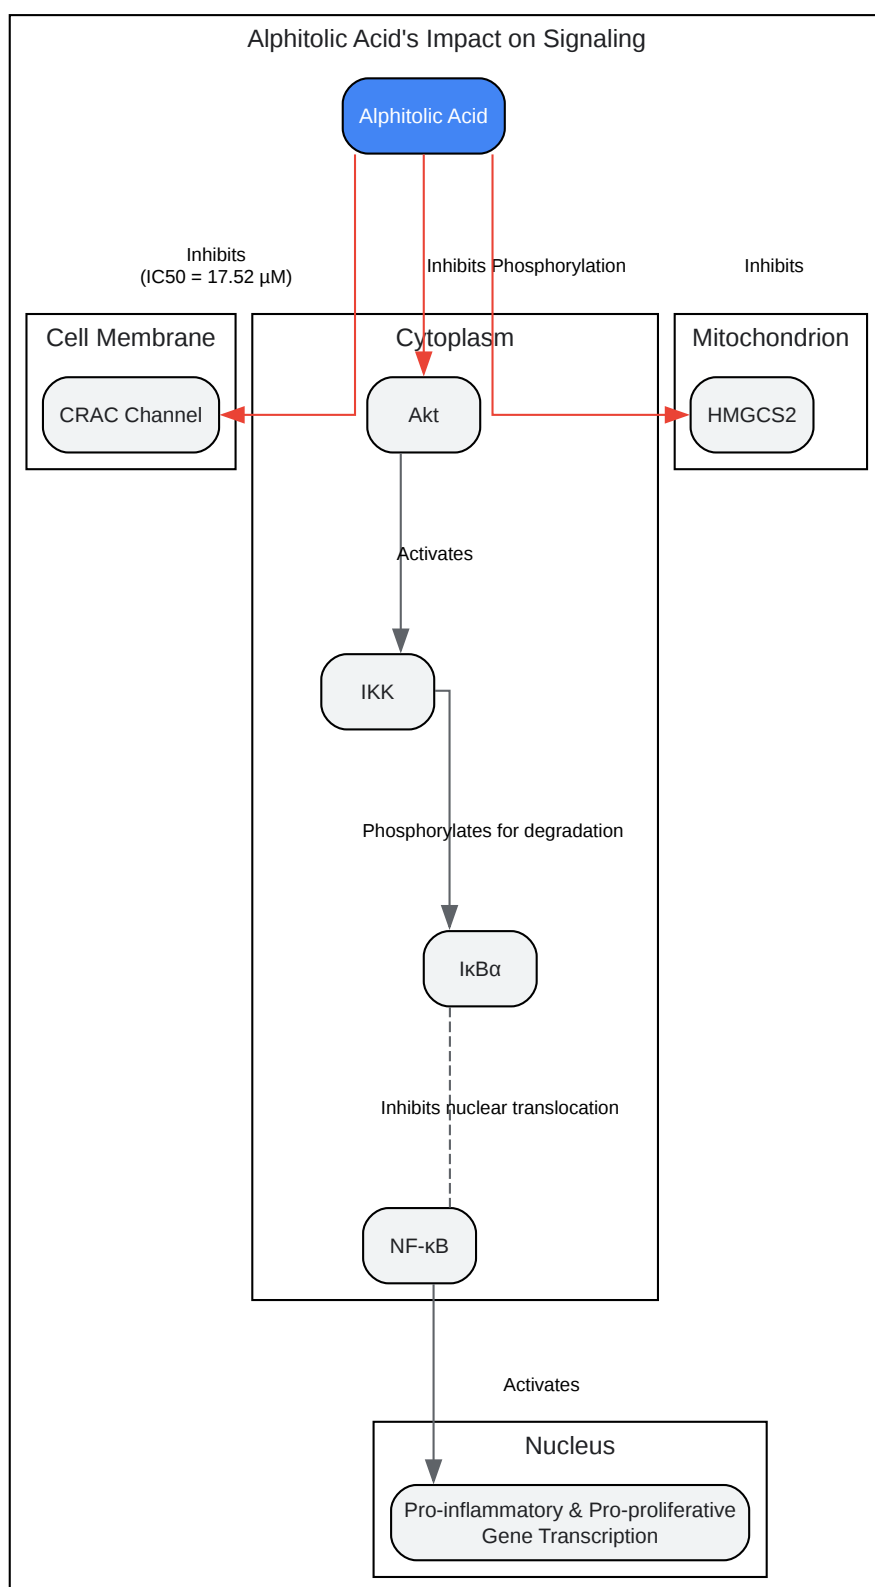 Alphitolic Acid's Impact on Signaling
Alphitolic Acid
Inhibits
(IC50 = 17.52 µM)
Inhibits Phosphorylation
Inhibits
Cell Membrane
Cytoplasm
Mitochondrion
CRAC Channel
Akt
HMGCS2
Activates
IKK
Phosphorylates for degradation
IκBα
Inhibits nuclear translocation
NF-κB
Activates
Nucleus
Pro-inflammatory & Pro-proliferative
Gene Transcription